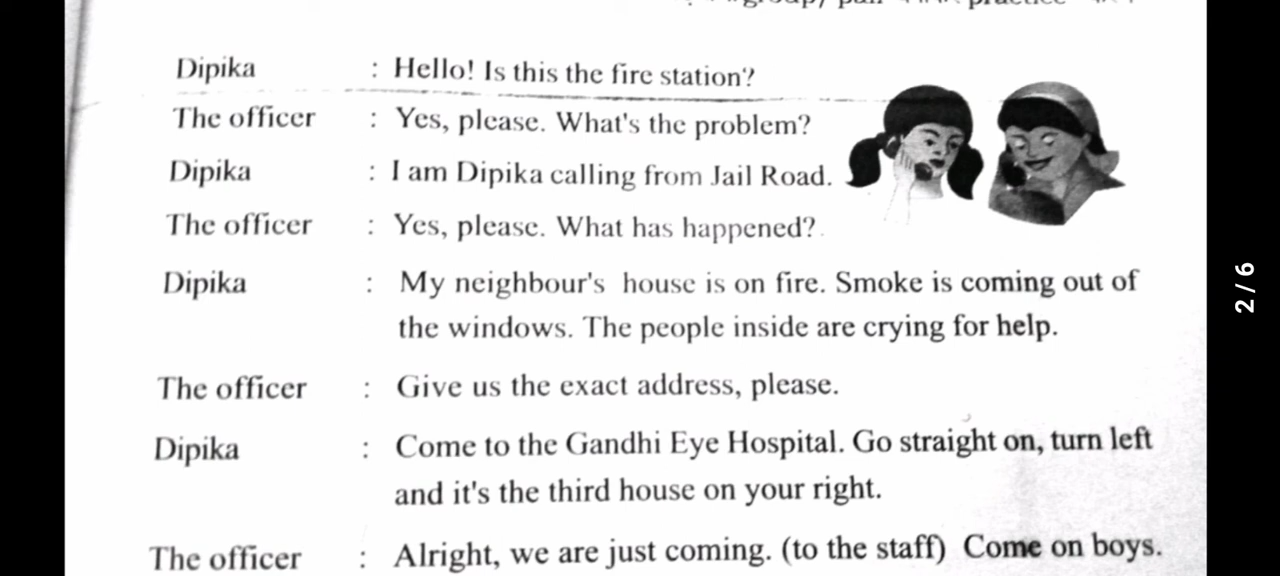 group/ pair practice
Dipika : Hello! Is this the fire station?
The officer : Yes, please. What's the problem?
Dipika : I am Dipika calling from Jail Road.
The officer : Yes, please. What has happened?
Dipika : My neighbour's house is on fire. Smoke is coming out of
the windows. The people inside are crying for help.
The officer : Give us the exact address, please.
Dipika : Come to the Gandhi Eye Hospital. Go straight on, turn left
and it's the third house on your right.
The officer : Alright, we are just coming. (to the staff) Come on boys.
2/6